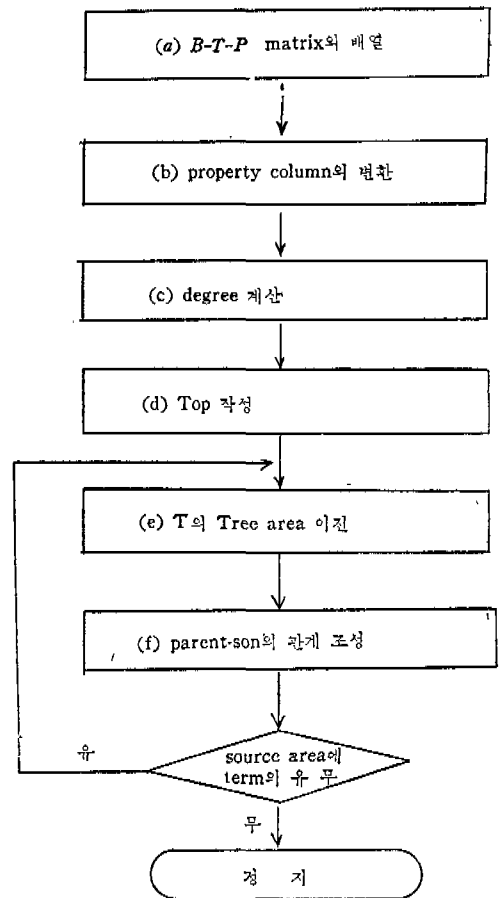 (a) B-T-P matrix의 배열
(b) property column의 변환
(c) degree 계산
(d) Top 작성
(e) T의 Tree area 이전
(f) parent-son의 관계 조성
유
source area에
term의 유 무
무
정 지